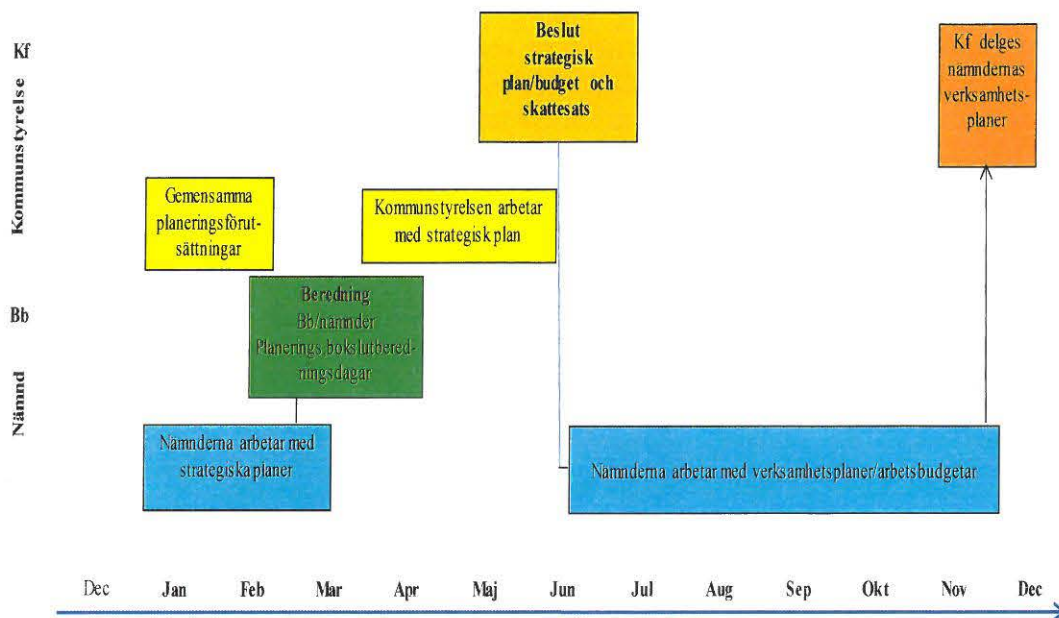 Kf
Beslut
strategisk
plan/budget och
skattesats
Kf delges
nämndernas
verksamhets-
planer
Kommunstyrelse
Gemensamma
planeringsförut-
sättningar
Kommunstyrelsen arbetar
med strategisk plan
Bb
Beredning
Bb/nämnder
Planerings,bokslutbered-
ningsdagar
Nämnd
Nämnderna arbetar med
strategiska planer
Nämnderna arbetar med verksamhetsplaner/arbetsbudgetar
Dec Jan Feb Mar Apr Maj Jun Jul Aug Sep Okt Nov Dec